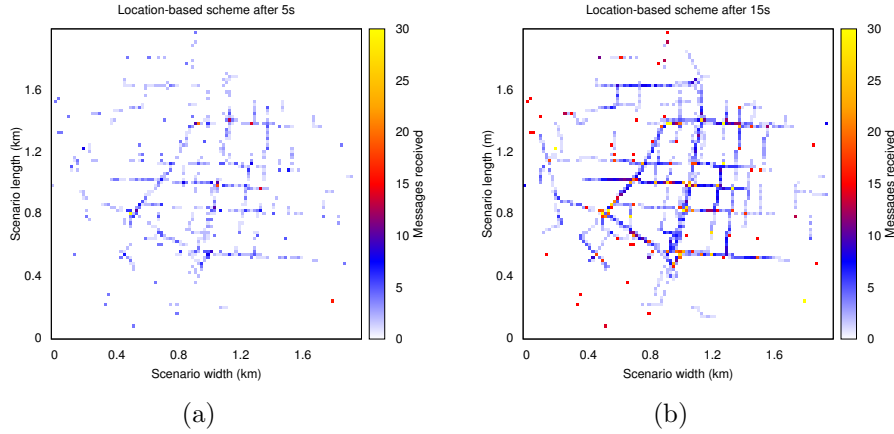 Location-based scheme after 5s
Scenario length (km)
1.6
1.2
0.8
0.4
0
0 0.4 0.8 1.2 1.6
Scenario width (km)
30
25
20
15
10
5
0
Messages received
(a)
Location-based scheme after 15s
Scenario length (m)
1.6
1.2
0.8
0.4
0
0 0.4 0.8 1.2 1.6
Scenario width (km)
30
25
20
15
10
5
0
Messages received
(b)